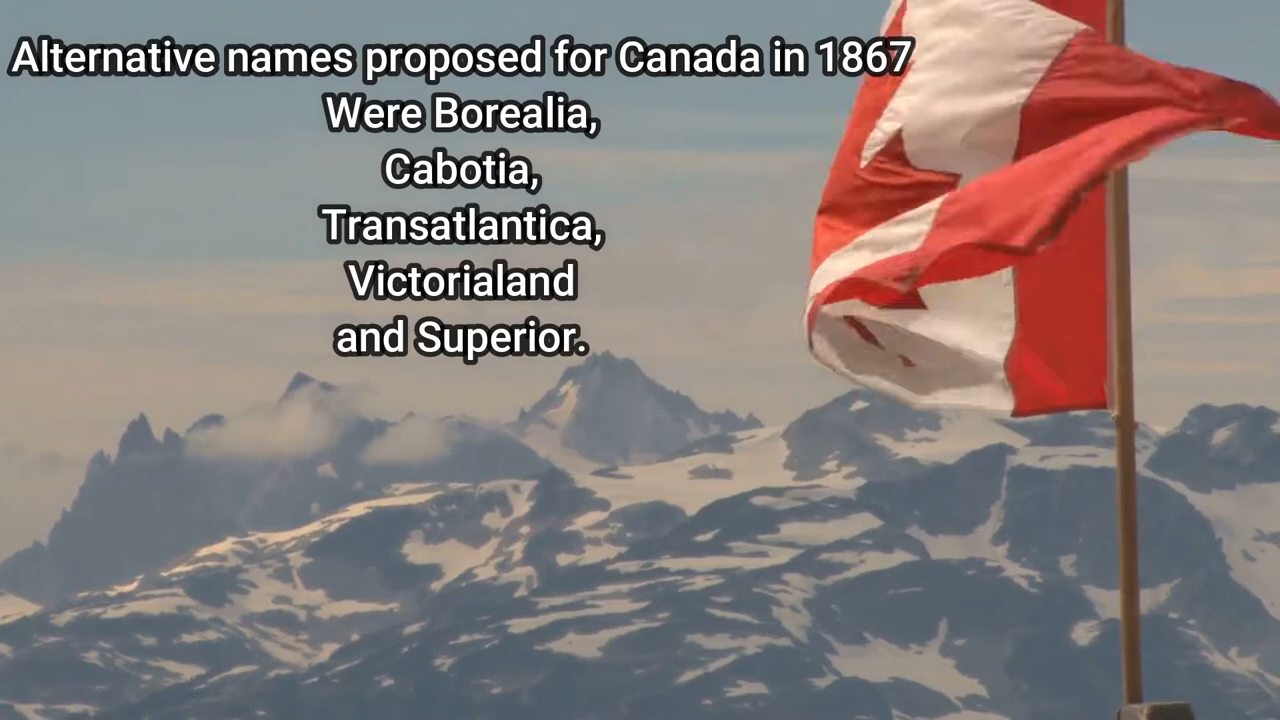 Alternative names proposed for Canada in 1867
Were Borealia,
Cabotia,
Transatlantica,
Victorialand
and Superior.